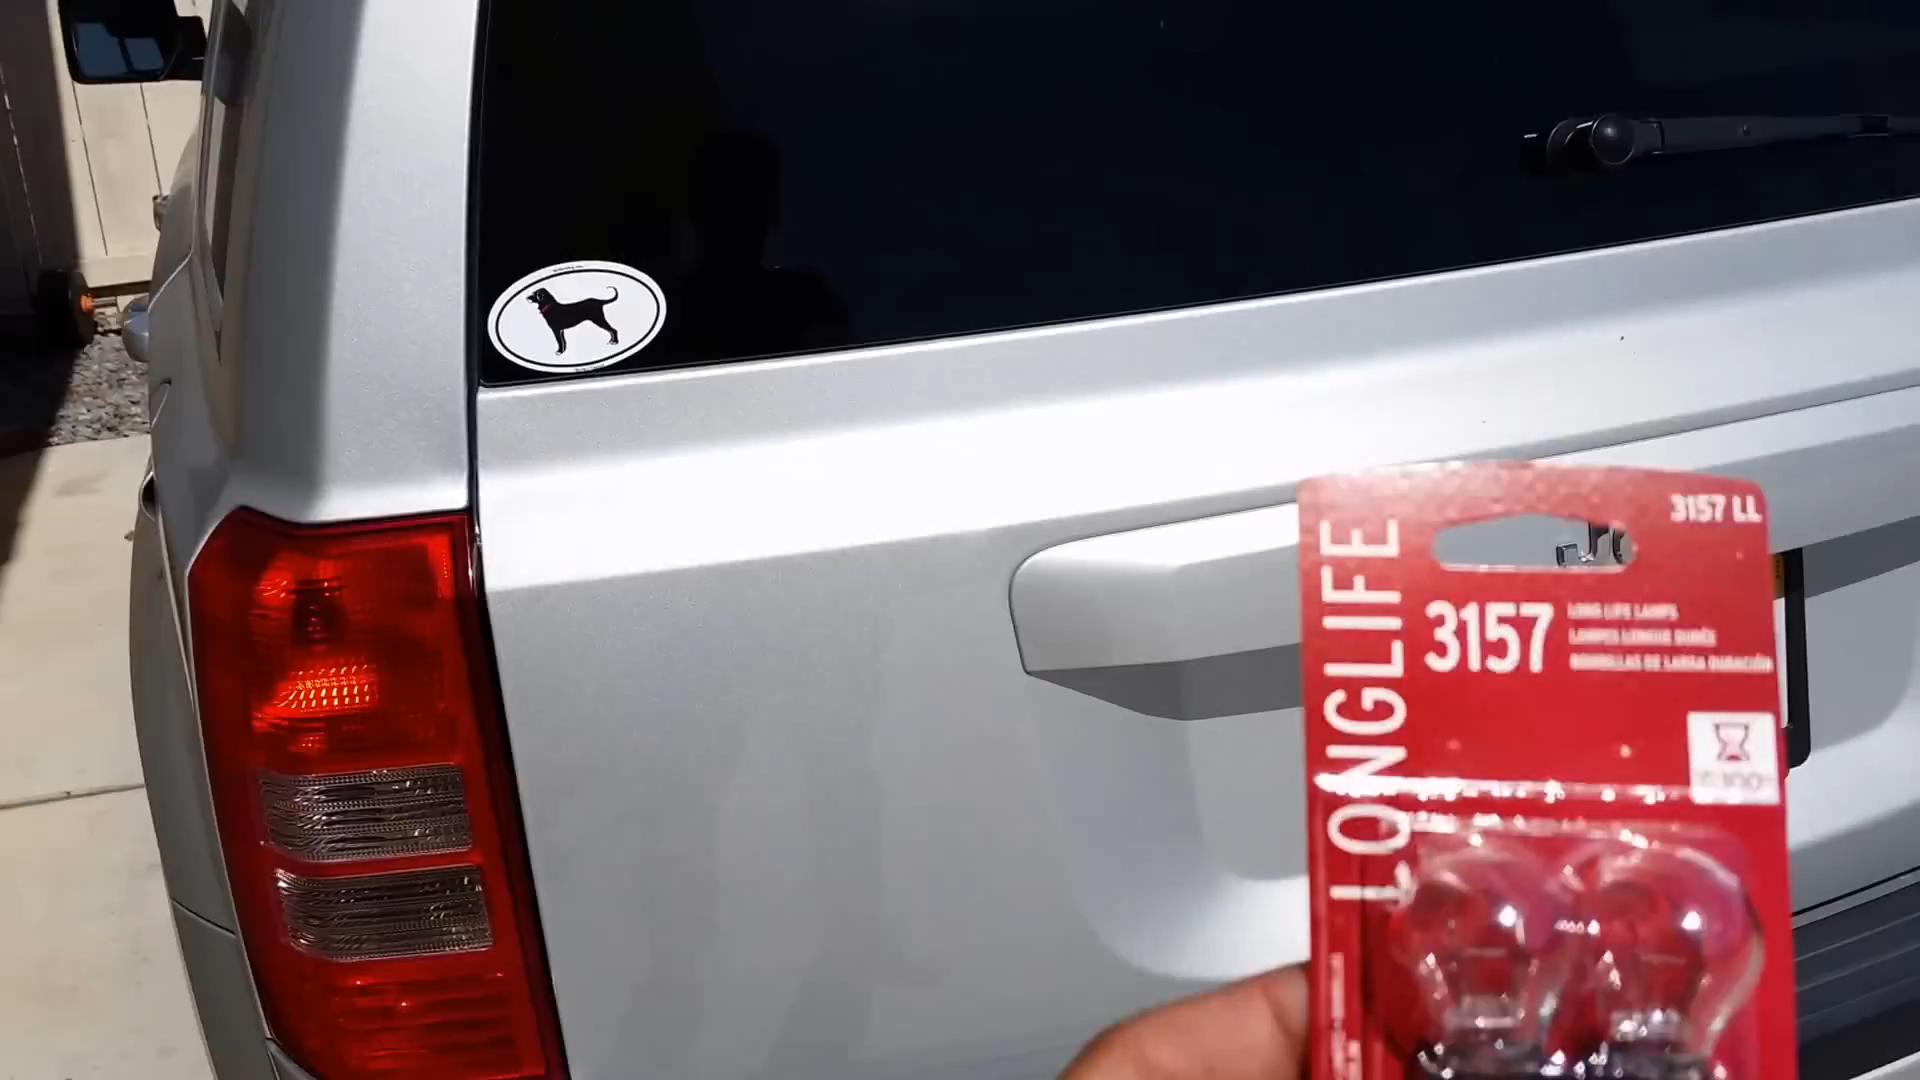 3157 LL
LONGLIFE
3157
LONG LIFE LAMPS
LAMPES LONGUE DURÉE
BOMBILLAS DE LARGA DURACIÓN